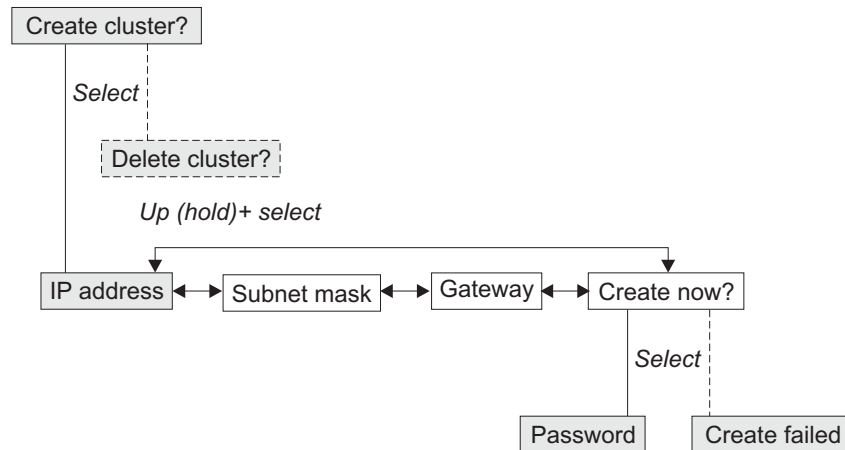 Create cluster?
Select
Delete cluster?
Up (hold)+ select
IP address
Subnet mask
Gateway
Create now?
Select
Password
Create failed